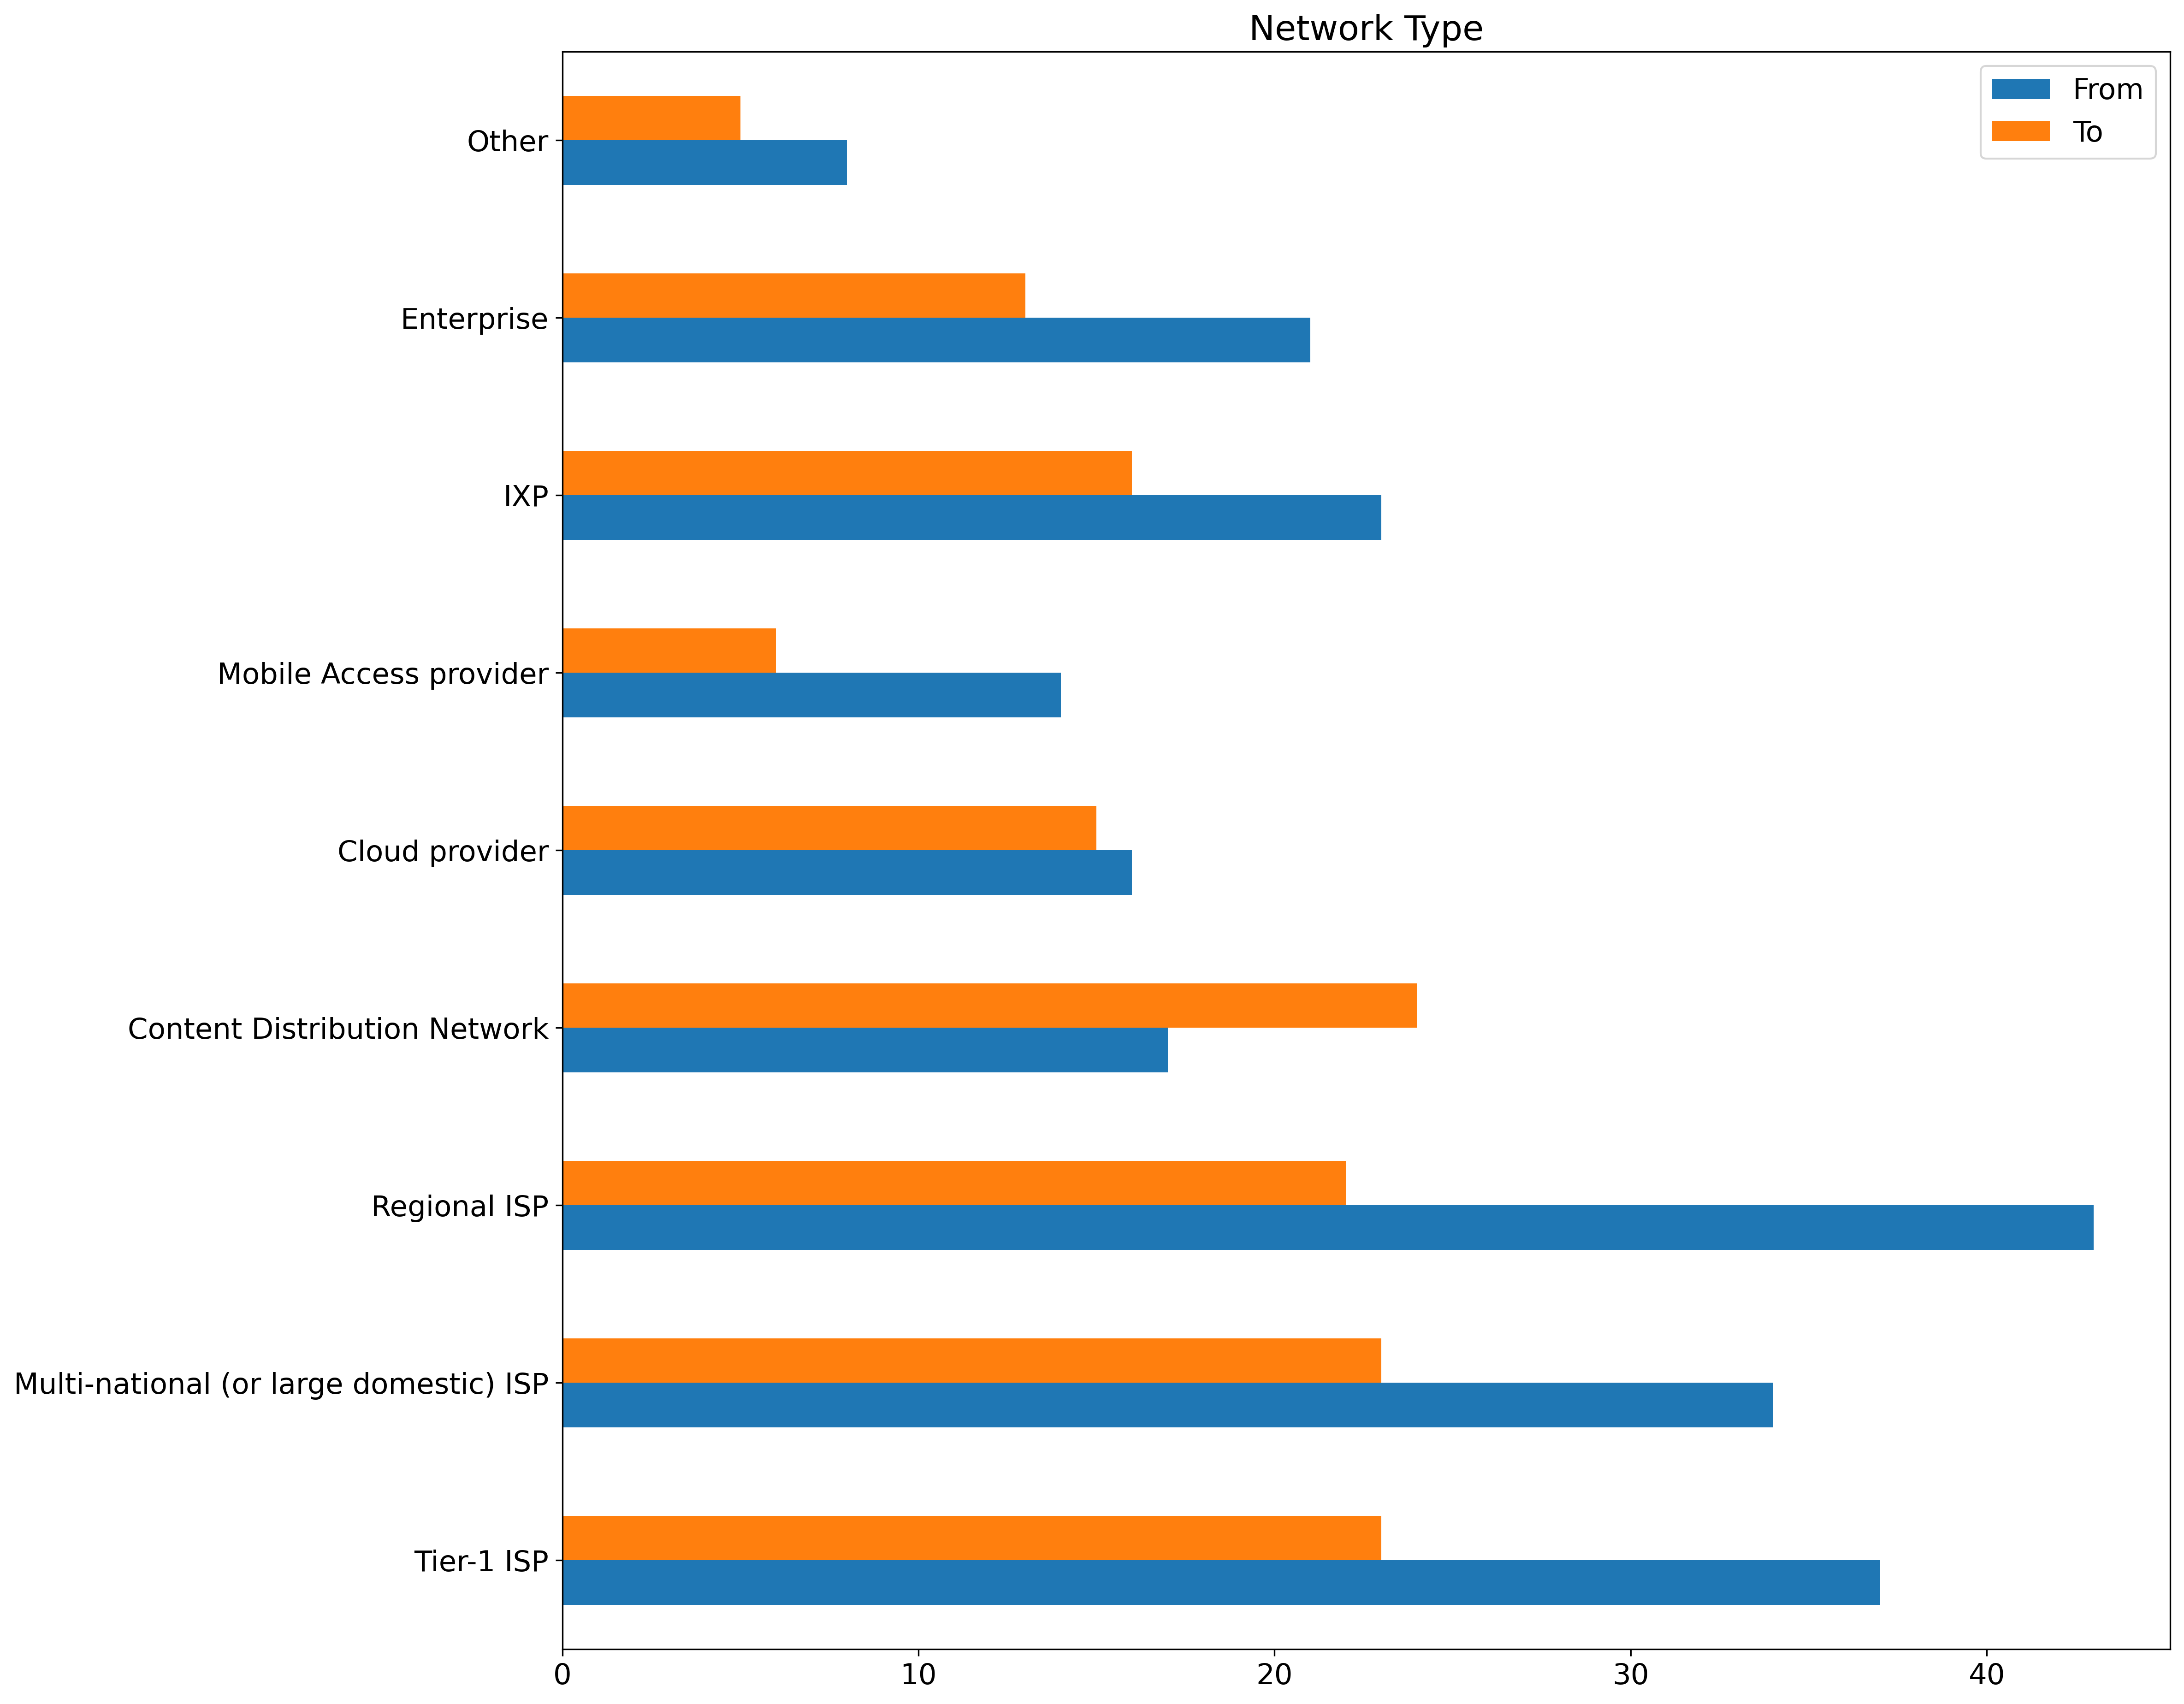 Network Type
From
To
Other
Enterprise
IXP
Mobile Access provider
Cloud provider
Content Distribution Network
Regional ISP
Multi-national (or large domestic) ISP
Tier-1 ISP
0 10 20 30 40